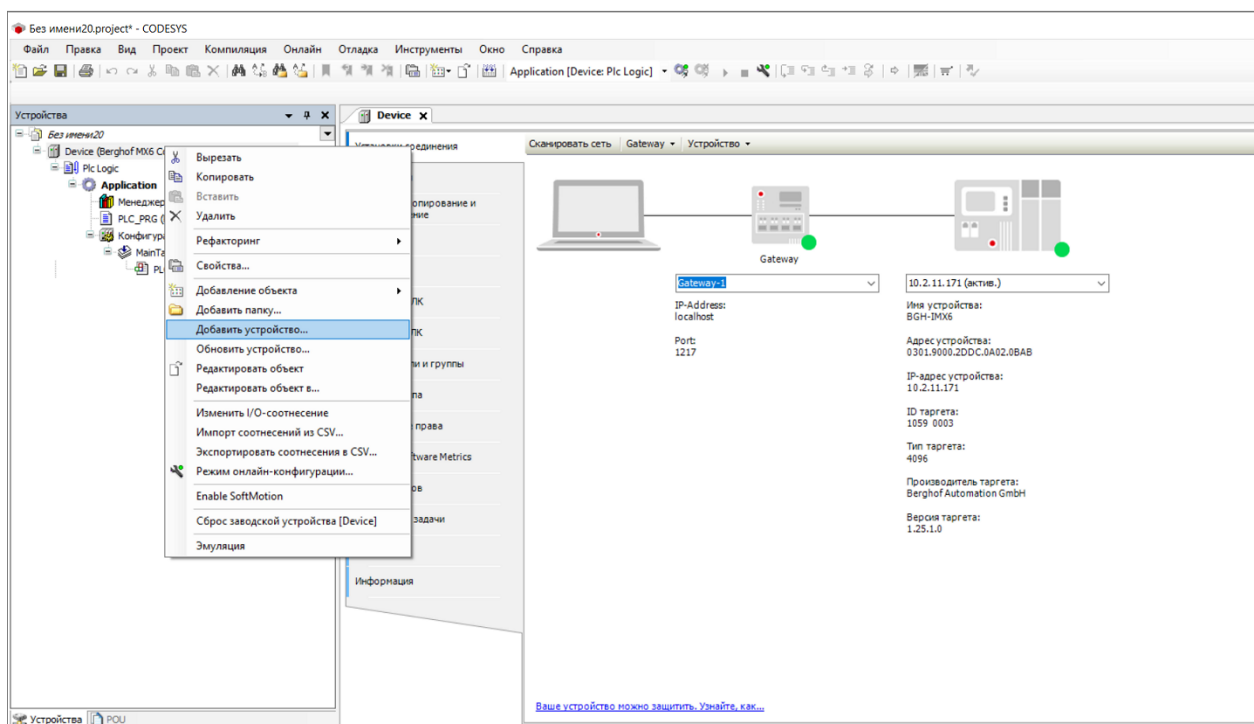 Без имени20.project* - CODESYS
Файл Правка Вид Проект Компиляция Онлайн Отладка Инструменты Окно Справка
Application [Device: Plc Logic]
Устройства
Device
Без имени20
Device (Berghof MX6 Co
Plc Logic
Application
Менеджер
PLC_PRG (
Конфигура
MainTa
PL
Вырезать
Копировать
Вставить
Удалить
Рефакторинг
Свойства...
Добавление объекта
Добавить папку...
Добавить устройство...
Обновить устройство...
Редактировать объект
Редактировать объект в...
Изменить I/O-соотнесение
Импорт соотнесений из CSV...
Экспортировать соотнесения в CSV...
Режим онлайн-конфигурации...
Enable SoftMotion
Сброс заводской устройства [Device]
Эмуляция
Установки соединения
опирование и
ние
ЛК
ЛК
ли и группы
па
права
tware Metrics
ов
задачи
Информация
Сканировать сеть Gateway Устройство
Gateway
Gateway-1
IP-Address:
localhost
Port:
1217
10.2.11.171 (актив.)
Имя устройства:
BGH-IMX6
Адрес устройства:
0301.9000.2DDC.0A02.0BAB
IP-адрес устройства:
10.2.11.171
ID таргета:
1059 0003
Тип таргета:
4096
Производитель таргета:
Berghof Automation GmbH
Версия таргета:
1.25.1.0
Ваше устройство можно защитить. Узнайте, как...
Устройства POU